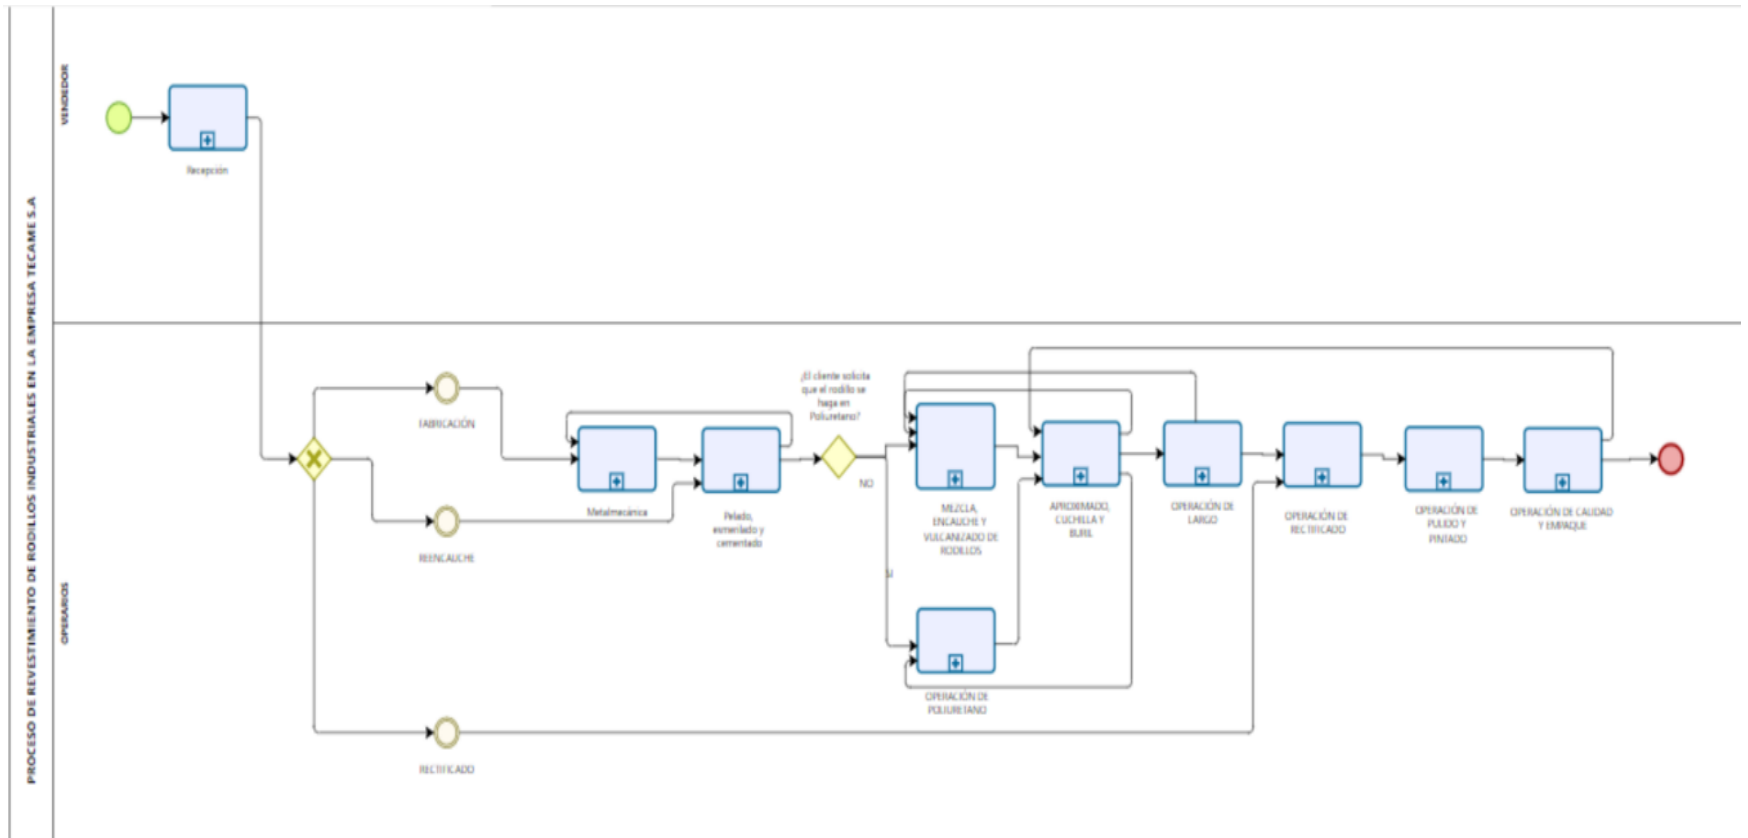 PROCESO DE REVESTIMIENTO DE RODILLOS INDUSTRIALES EN LA EMPRESA TECAME S.A
VENDEDOR
Recepción
OPERARIOS
FABRICACIÓN
REENCAUCHE
RECTIFICADO
Metalmecánica
Pelado,
esmerilado y
cementado
¿El cliente solicita
que el rodillo se
haga en
Poliuretano?
NO
SI
MEZCLA,
ENCAUCHE Y
VULCANIZADO DE
RODILLOS
OPERACIÓN DE
POLIURETANO
APROXIMADO,
CUCHILLA Y
BURIL
OPERACIÓN DE
LARGO
OPERACIÓN DE
RECTIFICADO
OPERACIÓN DE
PULIDO Y
PINTADO
OPERACIÓN DE CALIDAD
Y EMPAQUE